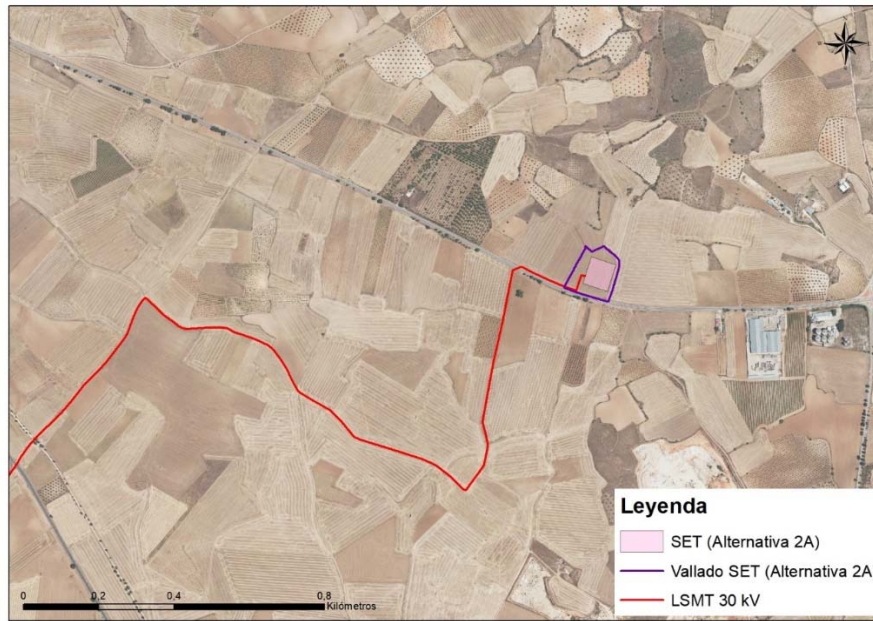 Leyenda
SET (Alternativa 2A)
Vallado SET (Alternativa 2A
LSMT 30 kV
0 0,2 0,4 0,8
Kilómetros